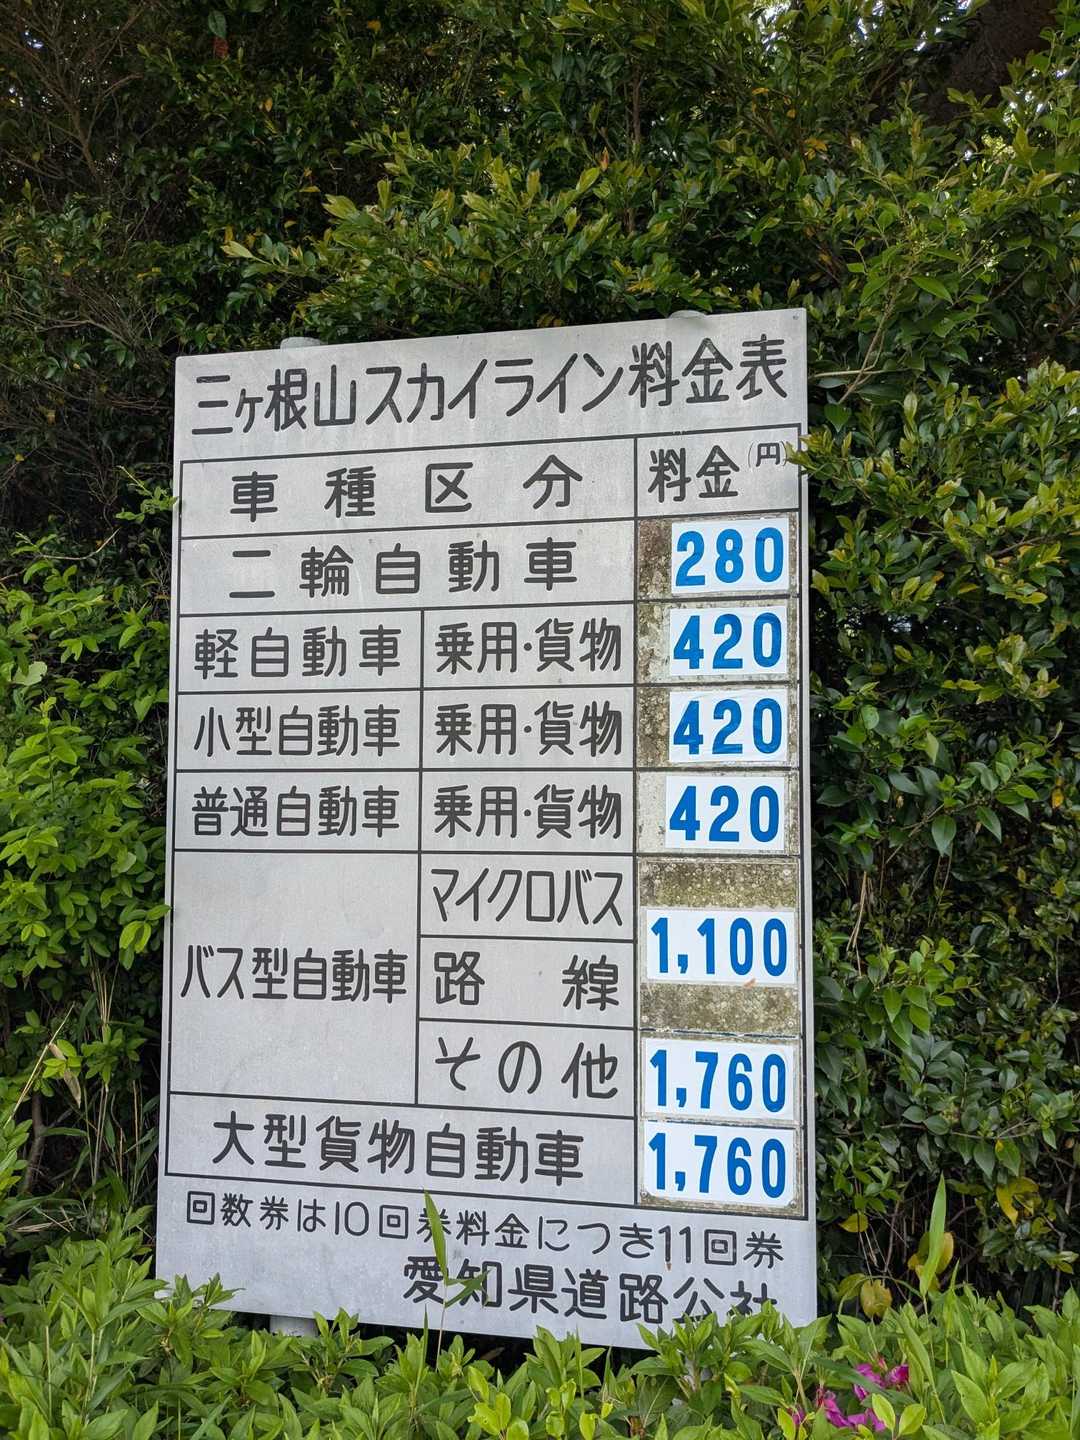 三ヶ根山スカイライン料金表
車種区分 料金(円)
二輪自動車 280
軽自動車 乗用・貨物 420
小型自動車 乗用・貨物 420
普通自動車 乗用・貨物 420
バス型自動車 マイクロバス 1,100
路線
その他 1,760
大型貨物自動車 1,760
回数券は10回券料金につき11回券
愛知県道路公社